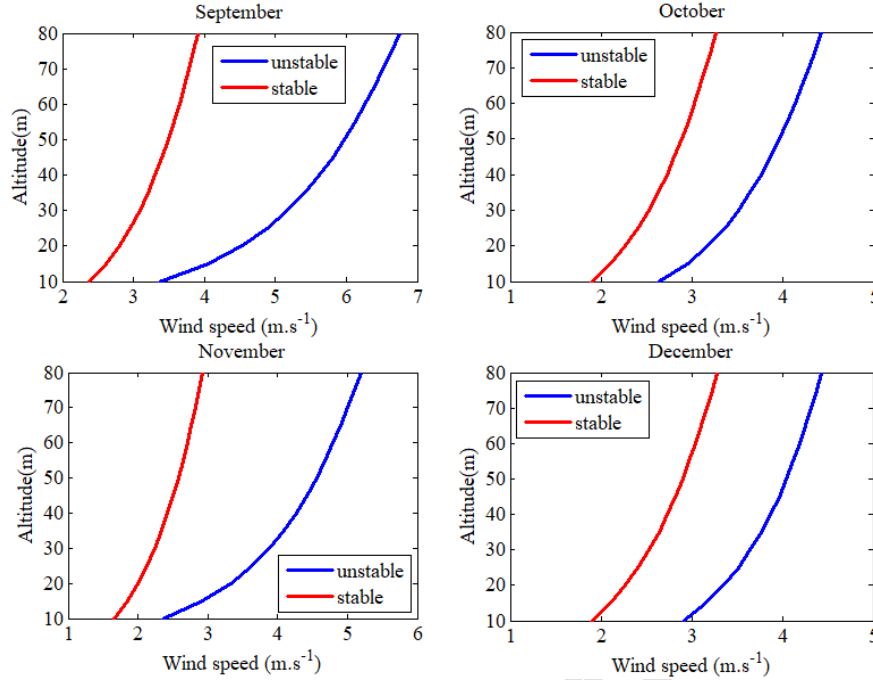 September
80
70
60
50
40
30
20
10
Altitude(m)
unstable
stable
2 3 4 5 6 7
Wind speed (m.s⁻¹)
October
80
70
60
50
40
30
20
10
Altitude(m)
unstable
stable
1 2 3 4 5
Wind speed (m.s⁻¹)
November
80
70
60
50
40
30
20
10
Altitude(m)
unstable
stable
1 2 3 4 5 6
Wind speed (m.s⁻¹)
December
80
70
60
50
40
30
20
10
Altitude(m)
unstable
stable
1 2 3 4 5
Wind speed (m.s⁻¹)